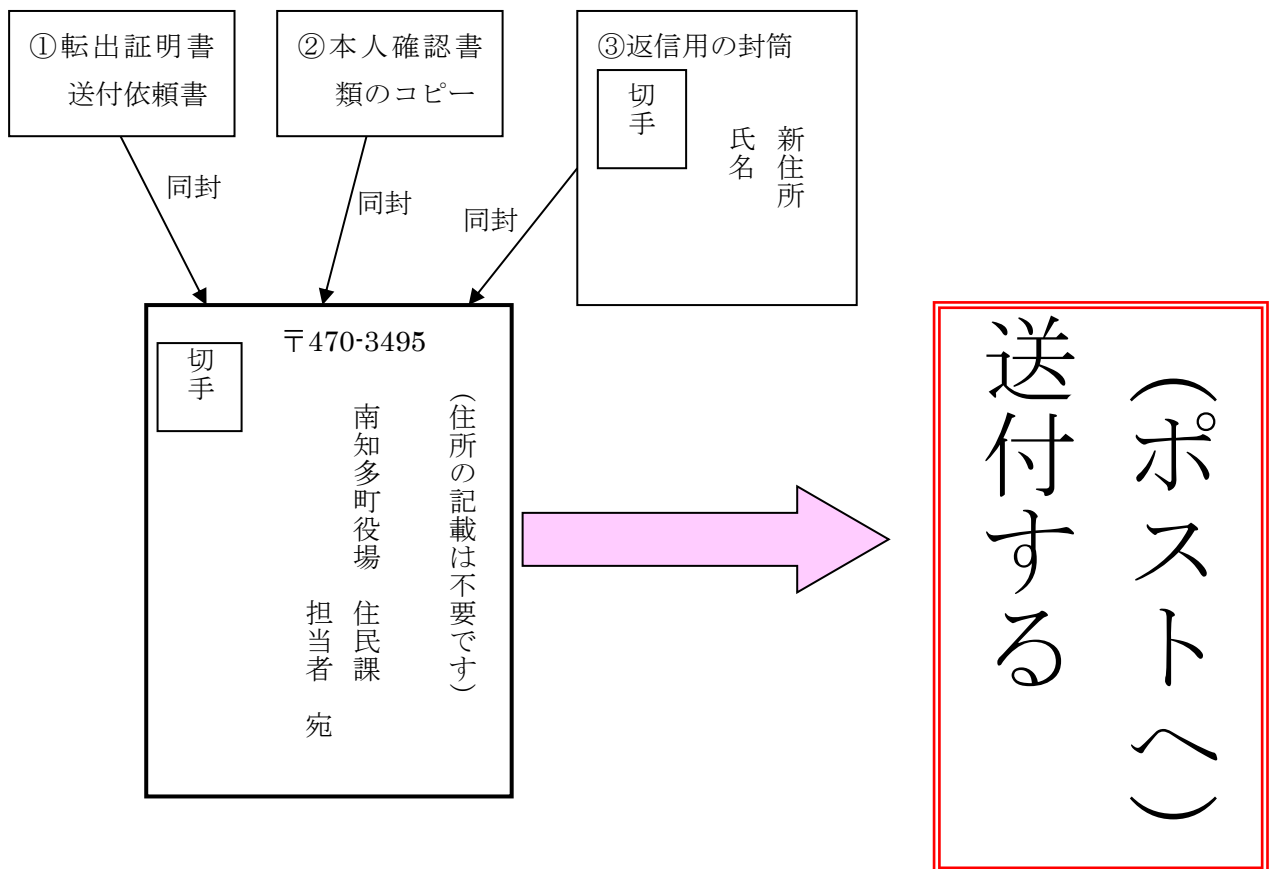 ①転出証明書
送付依頼書
②本人確認書
類のコピー
③返信用の封筒
切手
新住所
氏名
同封
同封
同封
〒470-3495
切手
（住所の記載は不要です）
南知多町役場　住民課
担当者　宛
（ポストへ）
送付する